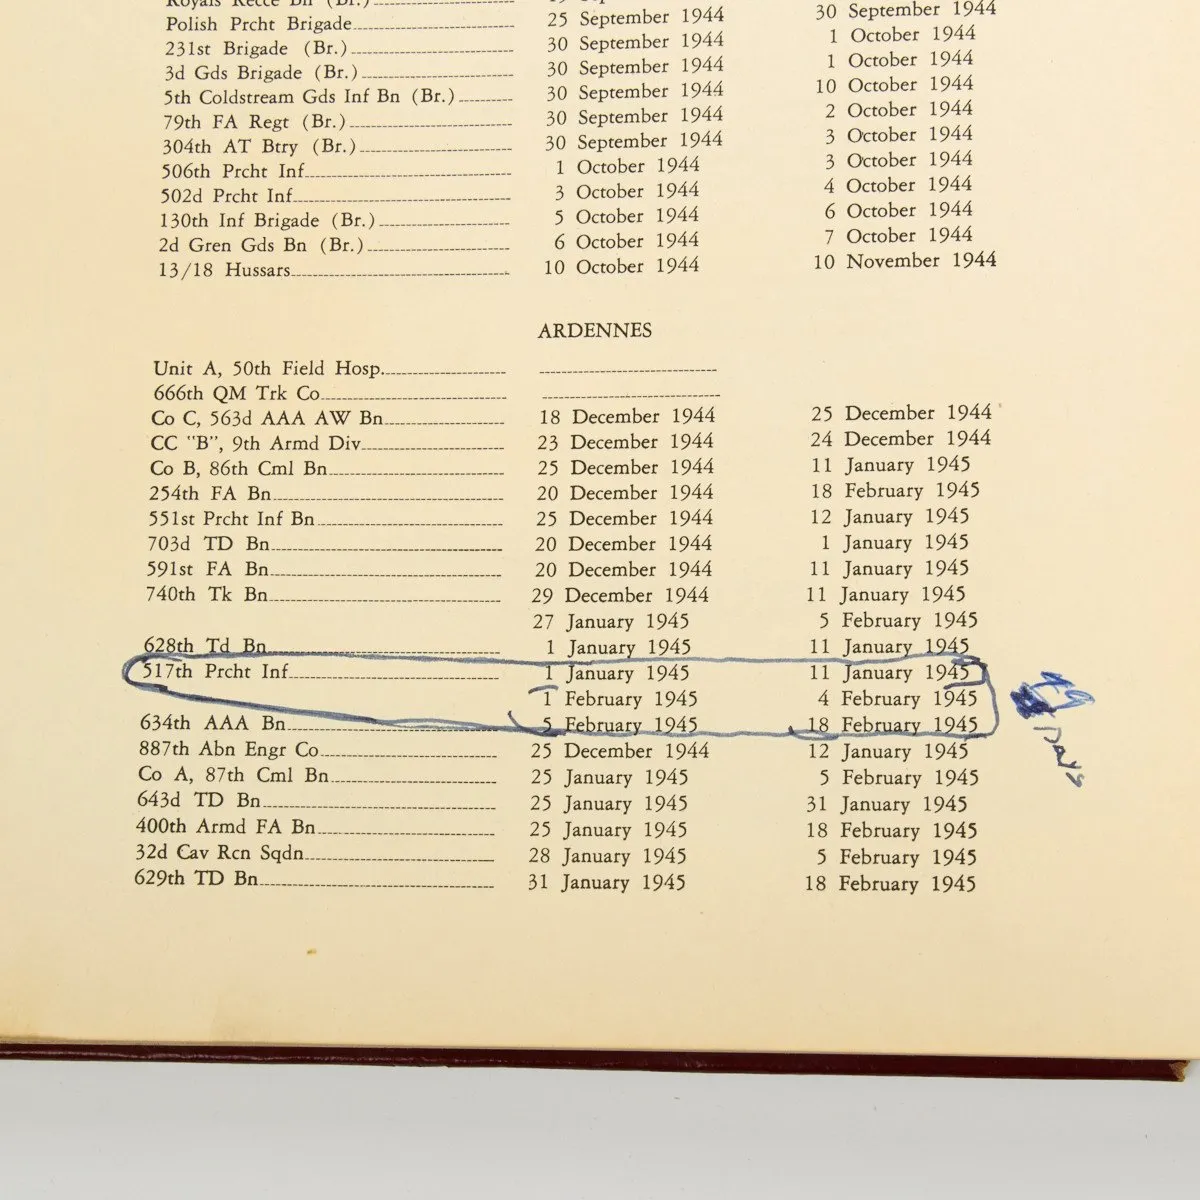 Royals Recce Bn (Br.)
Polish Prcht Brigade 25 September 1944 30 September 1944
231st Brigade (Br.) 30 September 1944 1 October 1944
3d Gds Brigade (Br.) 30 September 1944 1 October 1944
5th Coldstream Gds Inf Bn (Br.) 30 September 1944 10 October 1944
79th FA Regt (Br.) 30 September 1944 2 October 1944
304th AT Btry (Br.) 30 September 1944 3 October 1944
506th Prcht Inf 1 October 1944 3 October 1944
502d Prcht Inf 3 October 1944 4 October 1944
130th Inf Brigade (Br.) 5 October 1944 6 October 1944
2d Gren Gds Bn (Br.) 6 October 1944 7 October 1944
13/18 Hussars 10 October 1944 10 November 1944
ARDENNES
Unit A, 50th Field Hosp.
666th QM Trk Co
Co C, 563d AAA AW Bn 18 December 1944 25 December 1944
CC "B", 9th Armd Div 23 December 1944 24 December 1944
Co B, 86th Cml Bn 25 December 1944 11 January 1945
254th FA Bn 20 December 1944 18 February 1945
551st Prcht Inf Bn 25 December 1944 12 January 1945
703d TD Bn 20 December 1944 1 January 1945
591st FA Bn 20 December 1944 11 January 1945
740th Tk Bn 29 December 1944 11 January 1945
27 January 1945 5 February 1945
628th Td Bn 1 January 1945 11 January 1945
517th Prcht Inf 1 January 1945 11 January 1945
1 February 1945 4 February 1945
634th AAA Bn 5 February 1945 18 February 1945
887th Abn Engr Co 25 December 1944 12 January 1945
Co A, 87th Cml Bn 25 January 1945 5 February 1945
643d TD Bn 25 January 1945 31 January 1945
400th Armd FA Bn 25 January 1945 18 February 1945
32d Cav Rcn Sqdn 28 January 1945 5 February 1945
629th TD Bn 31 January 1945 18 February 1945
49
Days